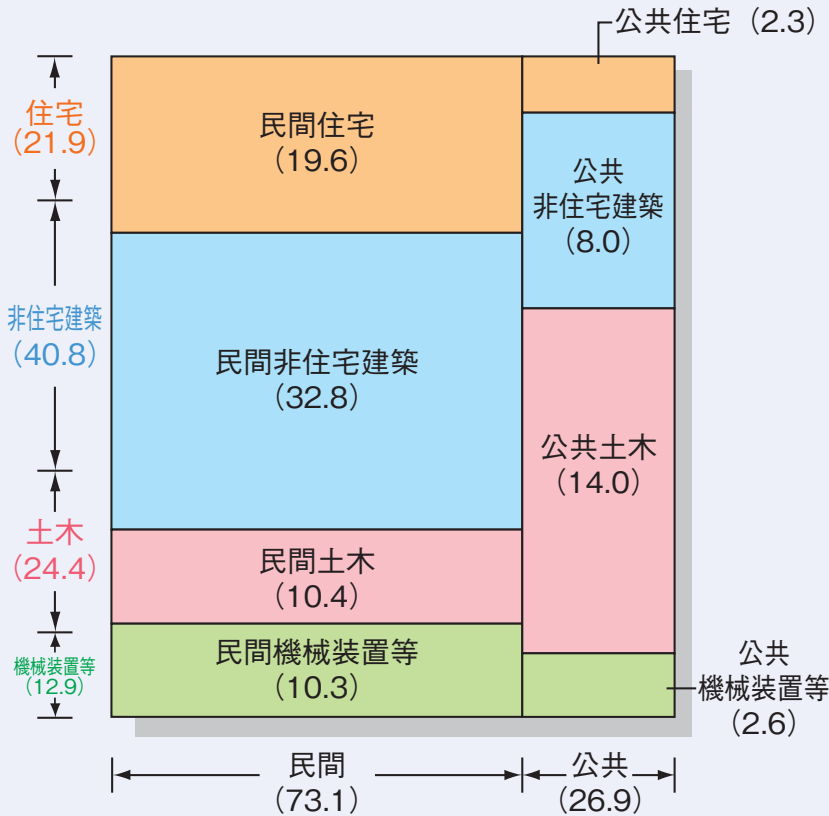 公共住宅（2.3）
住宅
（21.9）
民間住宅
（19.6）
公共
非住宅建築
（8.0）
非住宅建築
（40.8）
民間非住宅建築
（32.8）
公共土木
（14.0）
土木
（24.4）
民間土木
（10.4）
機械装置等
（12.9）
民間機械装置等
（10.3）
公共
機械装置等
（2.6）
民間
（73.1）
公共
（26.9）